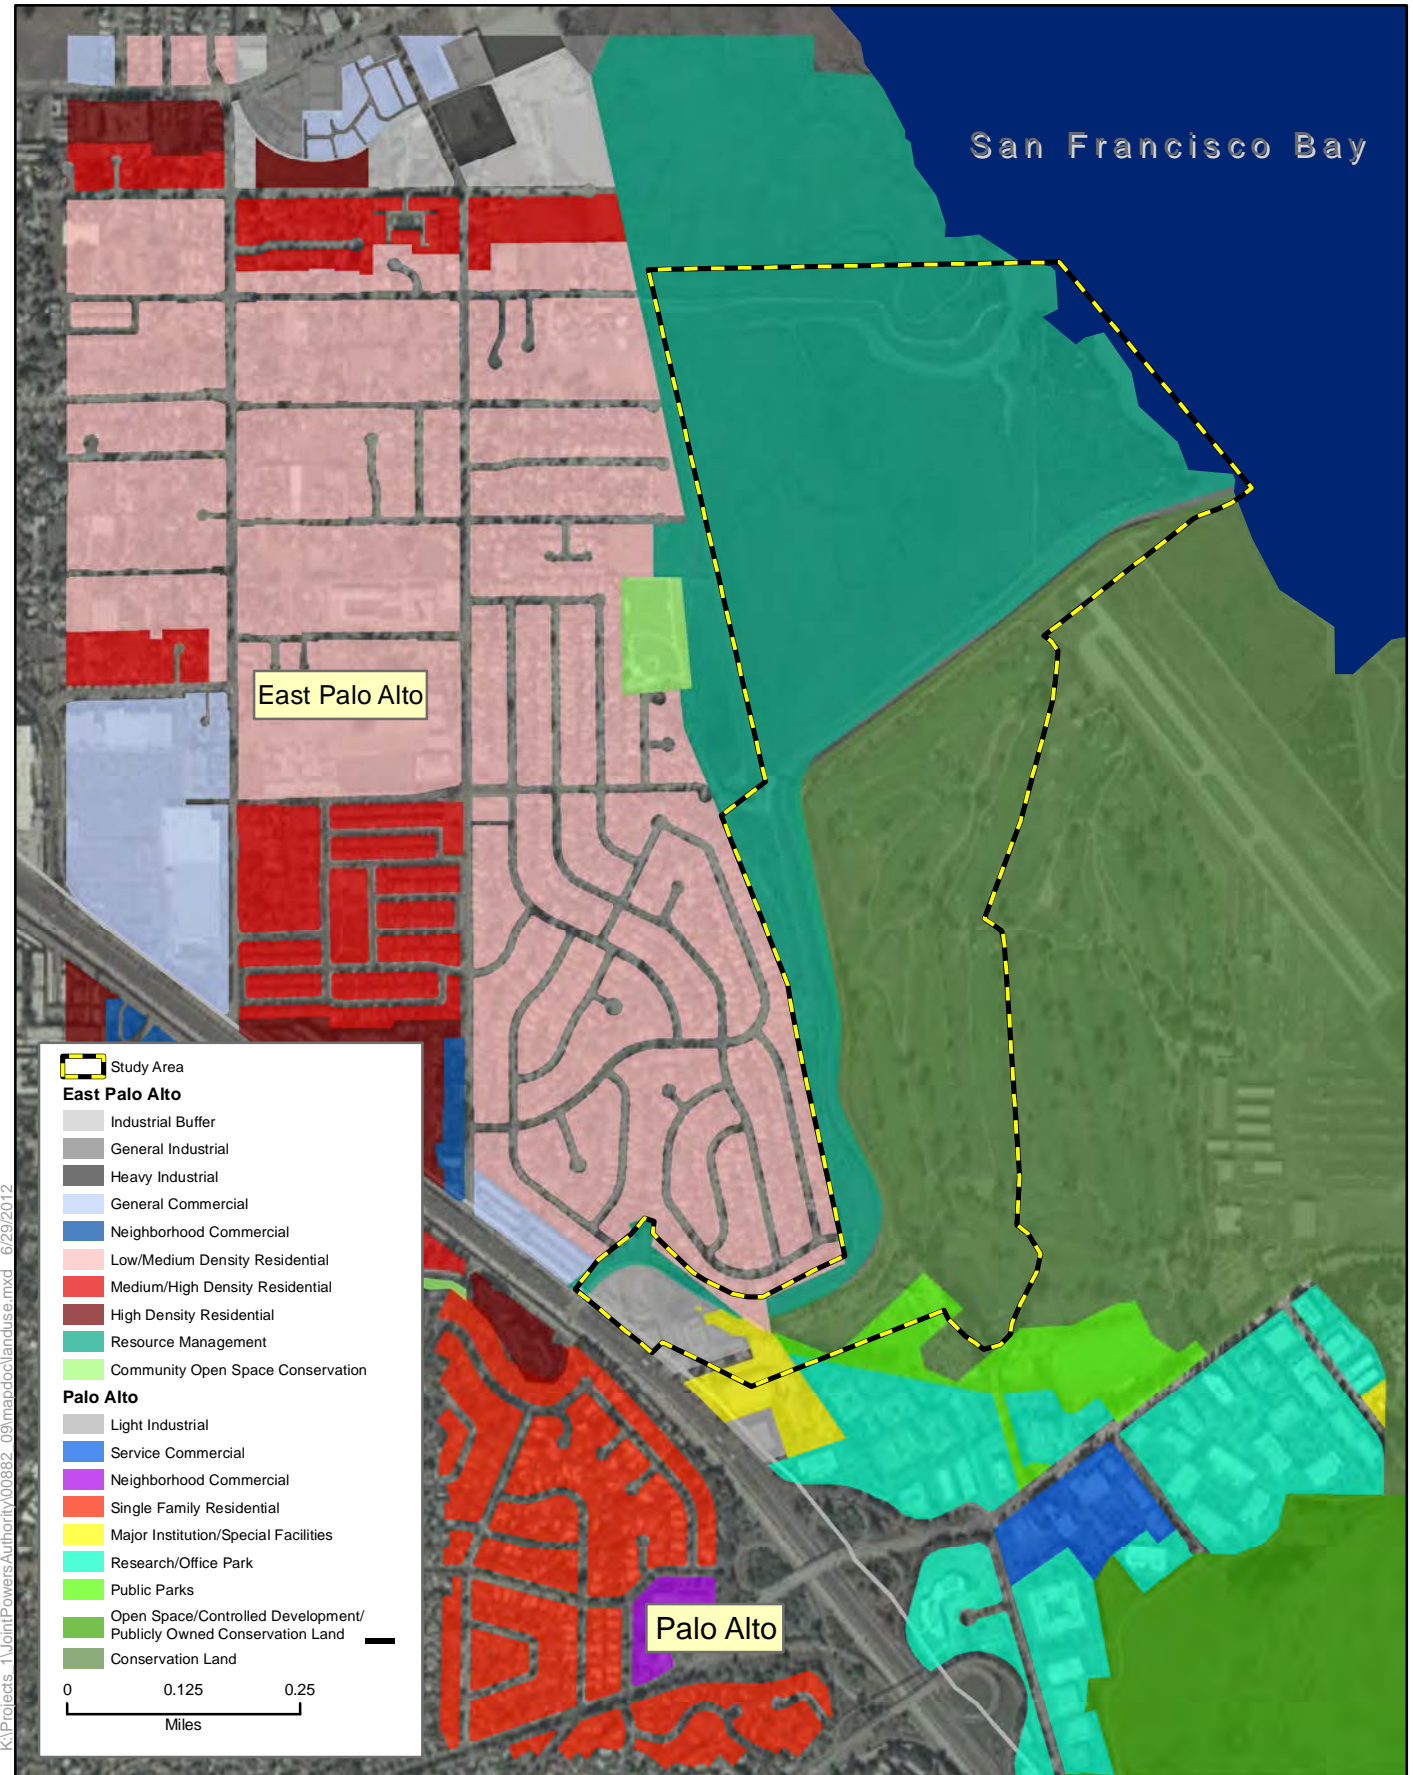 San Francisco Bay
East Palo Alto
Study Area
East Palo Alto
Industrial Buffer
General Industrial
Heavy Industrial
General Commercial
Neighborhood Commercial
Low/Medium Density Residential
Medium/High Density Residential
High Density Residential
Resource Management
Community Open Space Conservation
Palo Alto
Light Industrial
Service Commercial
Neighborhood Commercial
Single Family Residential
Major Institution/Special Facilities
Research/Office Park
Public Parks
Open Space/Controlled Development/
Publicly Owned Conservation Land
Conservation Land
0 0.125 0.25
Miles
Palo Alto
K:\Projects_1\JointPowersAuthority\00882_09\mapdoc\landuse.mxd 6/29/2012